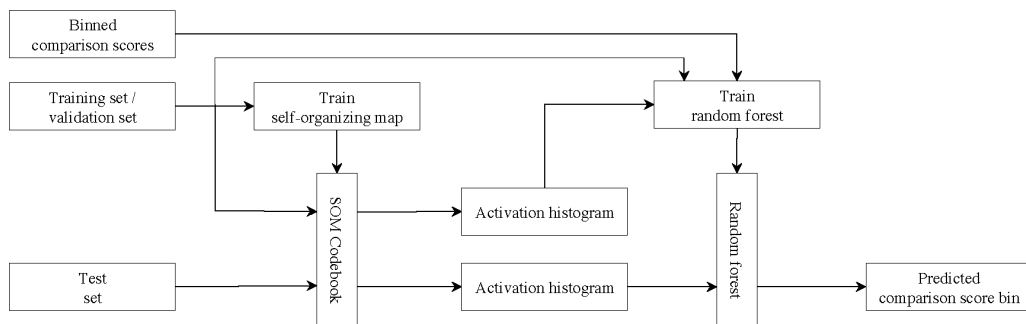 Binned
comparison scores
Training set /
validation set
Train
self-organizing map
Train
random forest
SOM Codebook
Activation histogram
Random forest
Test
set
Activation histogram
Predicted
comparison score bin